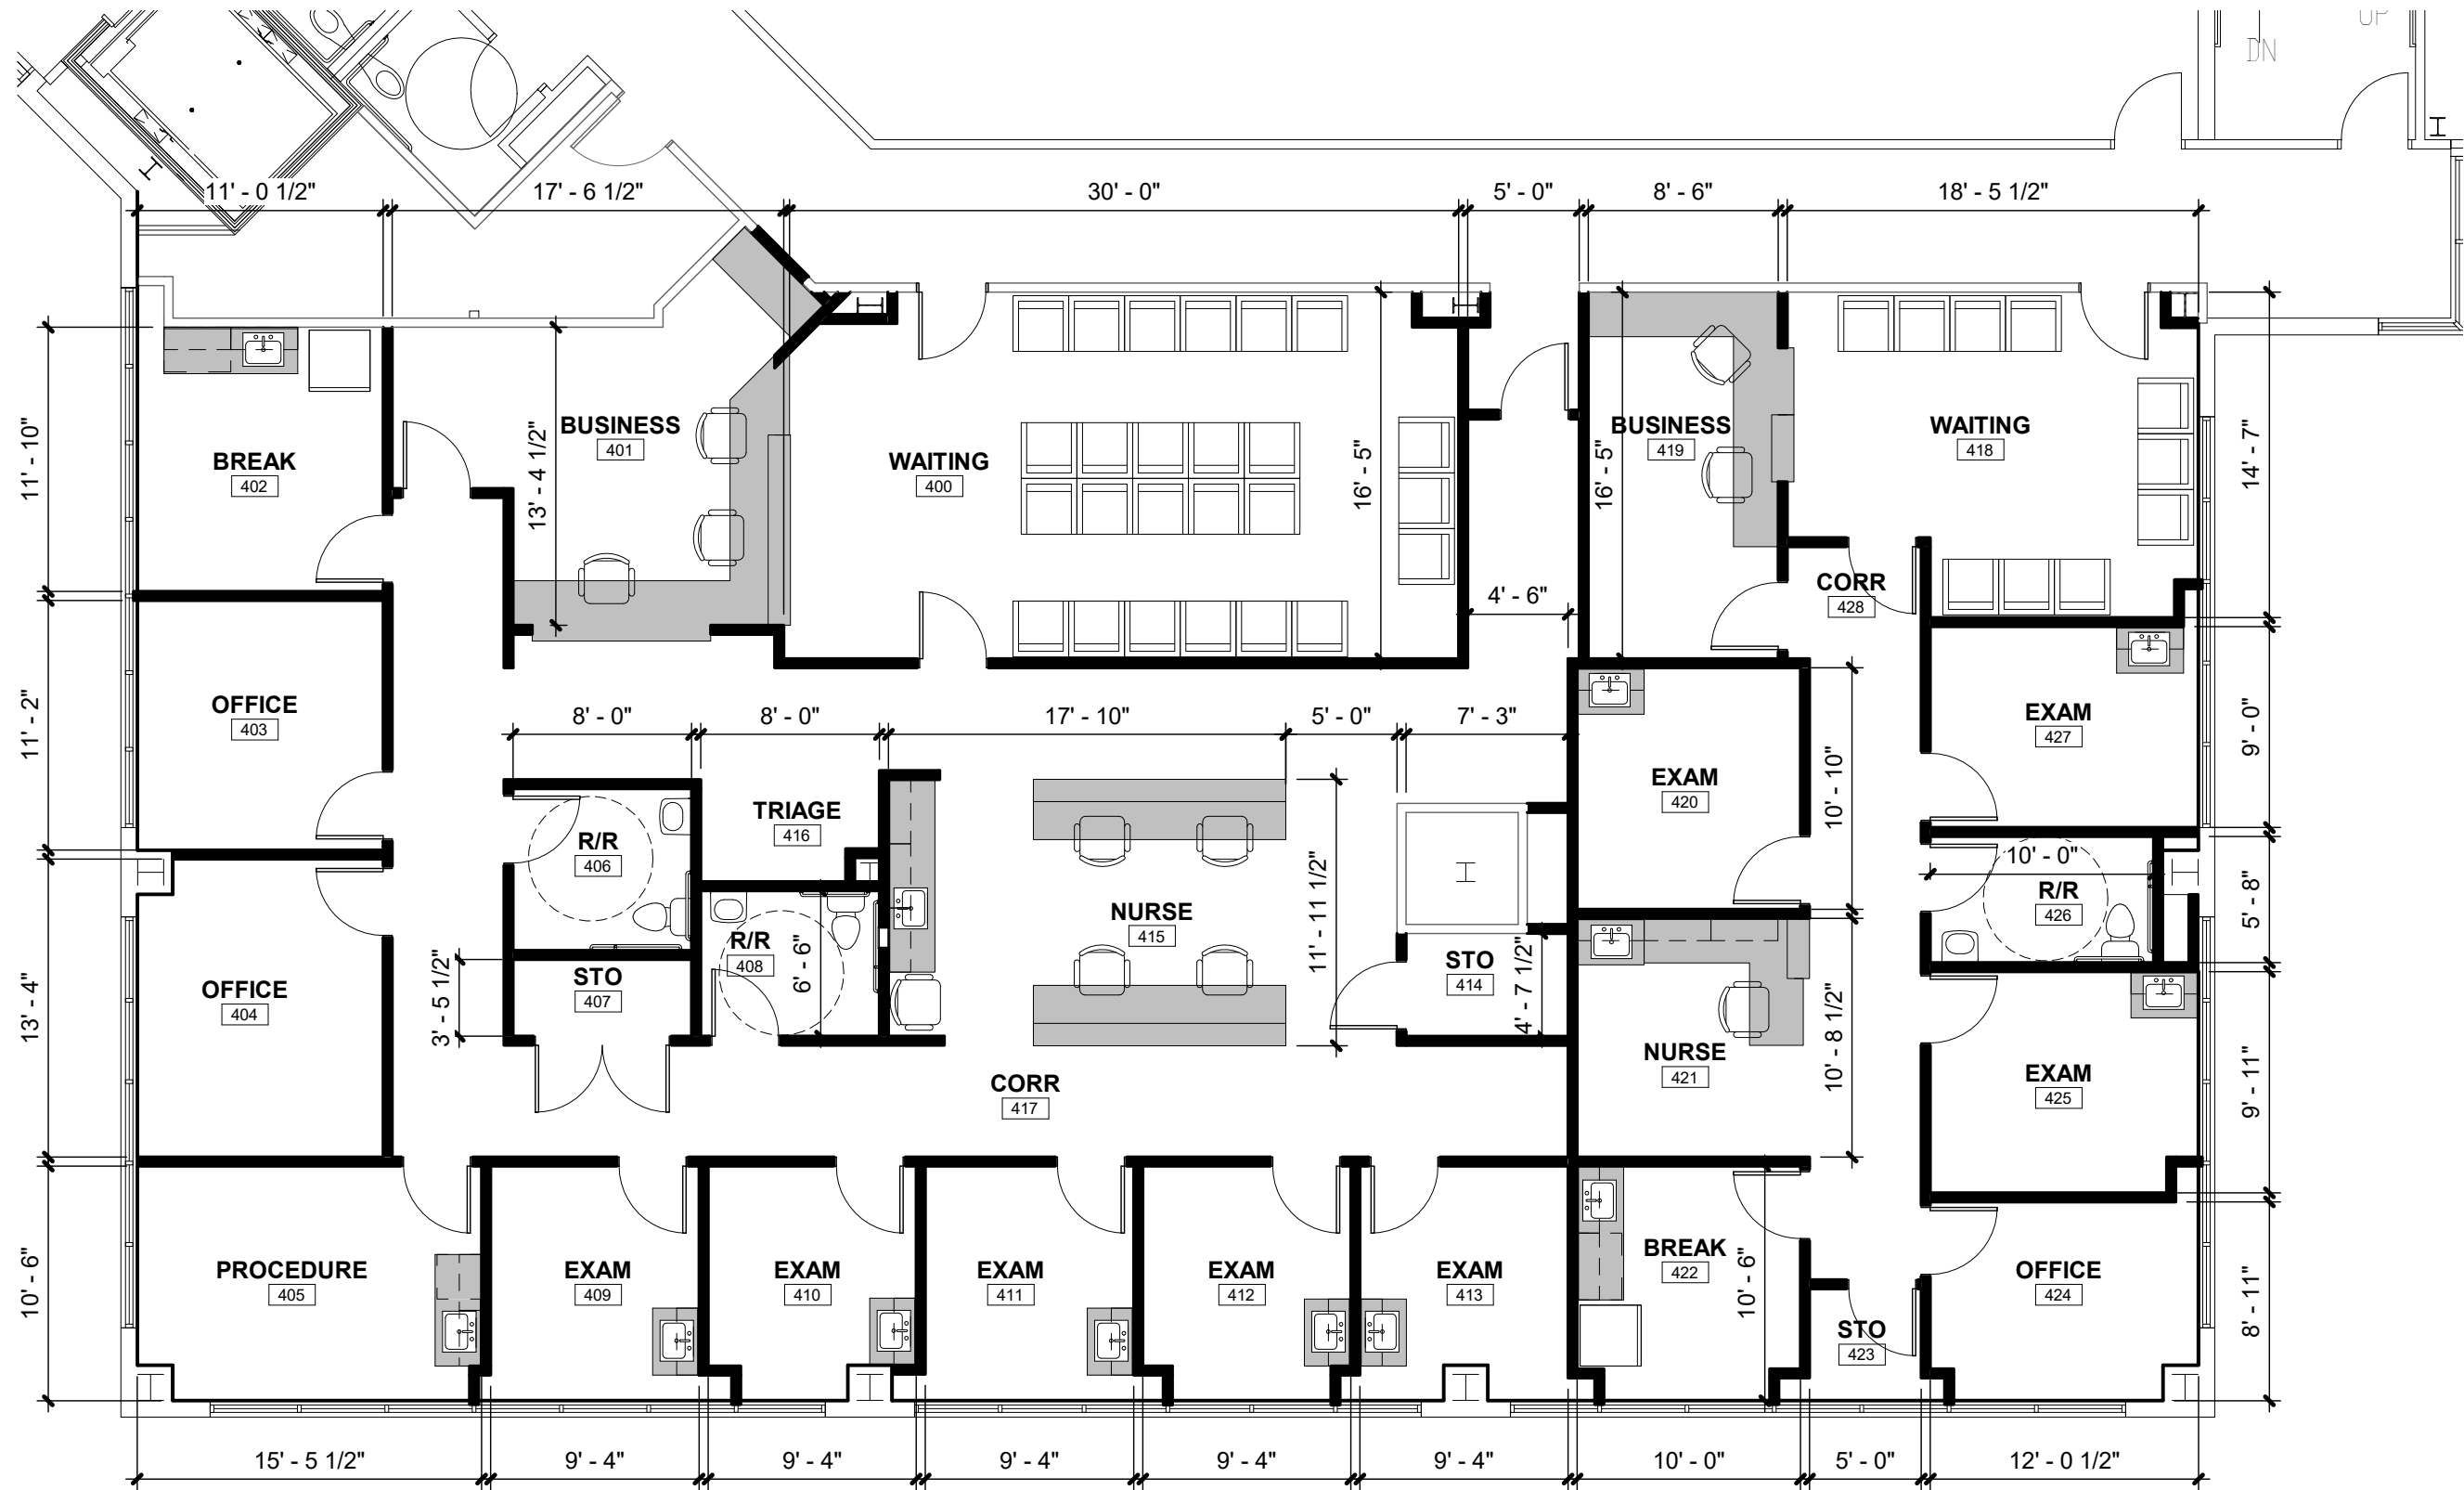 UP
DN
11' - 0 1/2"
17' - 6 1/2"
30' - 0"
5' - 0"
8' - 6"
18' - 5 1/2"
11' - 10"
BREAK
402
13' - 4 1/2"
BUSINESS
401
WAITING
400
16' - 5"
16' - 5"
BUSINESS
419
WAITING
418
14' - 7"
4' - 6"
CORR
428
11' - 2"
OFFICE
403
8' - 0"
8' - 0"
17' - 10"
5' - 0"
7' - 3"
EXAM
420
10' - 10"
EXAM
427
9' - 0"
R/R
406
TRIAGE
416
10' - 0"
R/R
426
5' - 8"
13' - 4"
OFFICE
404
3' - 5 1/2"
STO
407
R/R
408
6' - 6"
NURSE
415
11' - 11 1/2"
STO
414
4' - 7 1/2"
NURSE
421
10' - 8 1/2"
EXAM
425
9' - 11"
CORR
417
10' - 6"
PROCEDURE
405
EXAM
409
EXAM
410
EXAM
411
EXAM
412
EXAM
413
BREAK
422
10' - 6"
STO
423
OFFICE
424
8' - 11"
15' - 5 1/2"
9' - 4"
9' - 4"
9' - 4"
9' - 4"
9' - 4"
10' - 0"
5' - 0"
12' - 0 1/2"